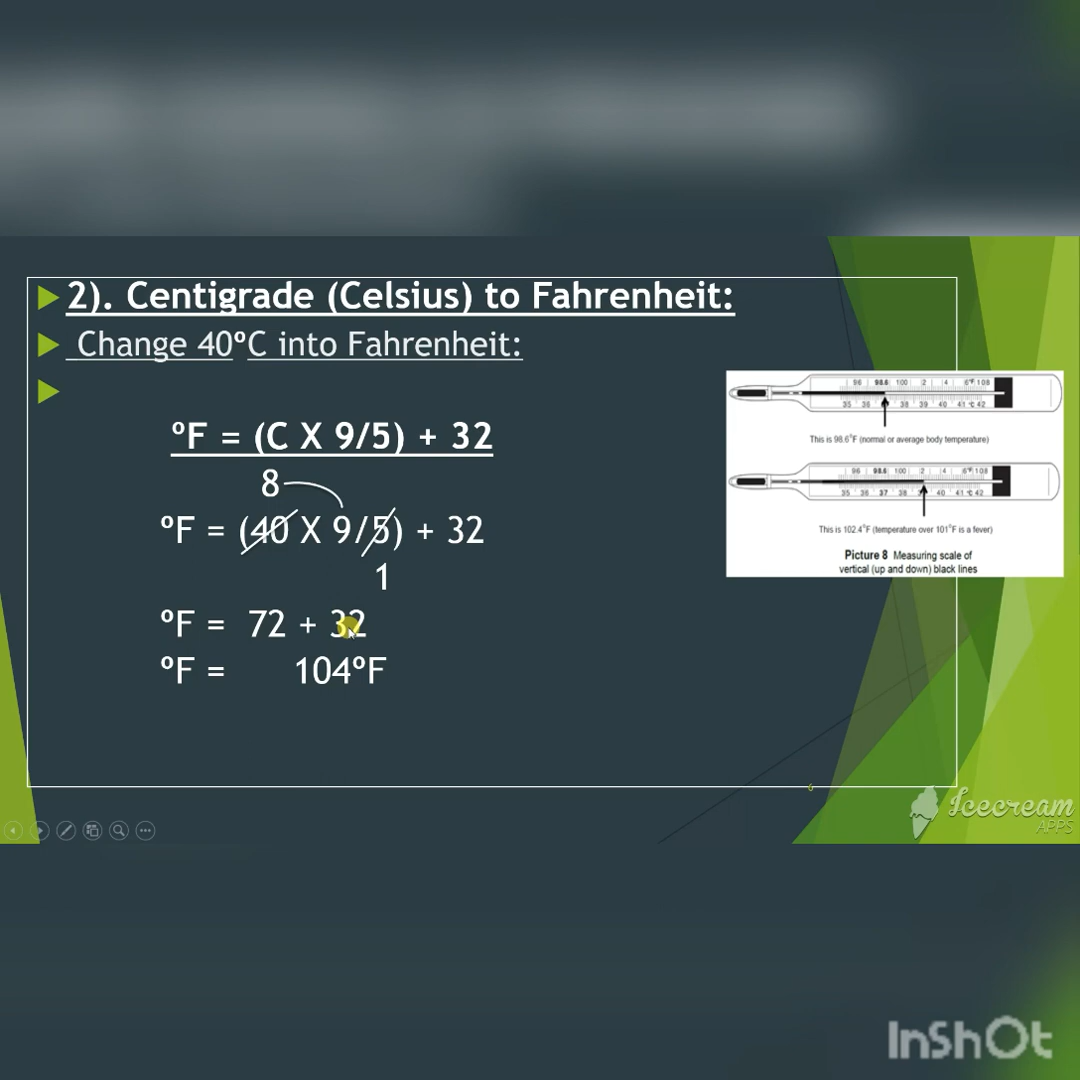 2). Centigrade (Celsius) to Fahrenheit:
Change 40ºC into Fahrenheit:
ºF = (C X 9/5) + 32
8
ºF = (40 X 9/5) + 32
1
ºF = 72 + 32
ºF = 104ºF
96 98.6 100 2 4 6°F 108
35 36 38 39 40 41 °C 42
This is 98.6°F (normal or average body temperature)
96 98.6 100 2 4 6°F 108
35 36 37 38 40 41 °C 42
This is 102.4°F (temperature over 101°F is a fever)
Picture 8 Measuring scale of
vertical (up and down) black lines
6
Icecream
APPS
InShOt